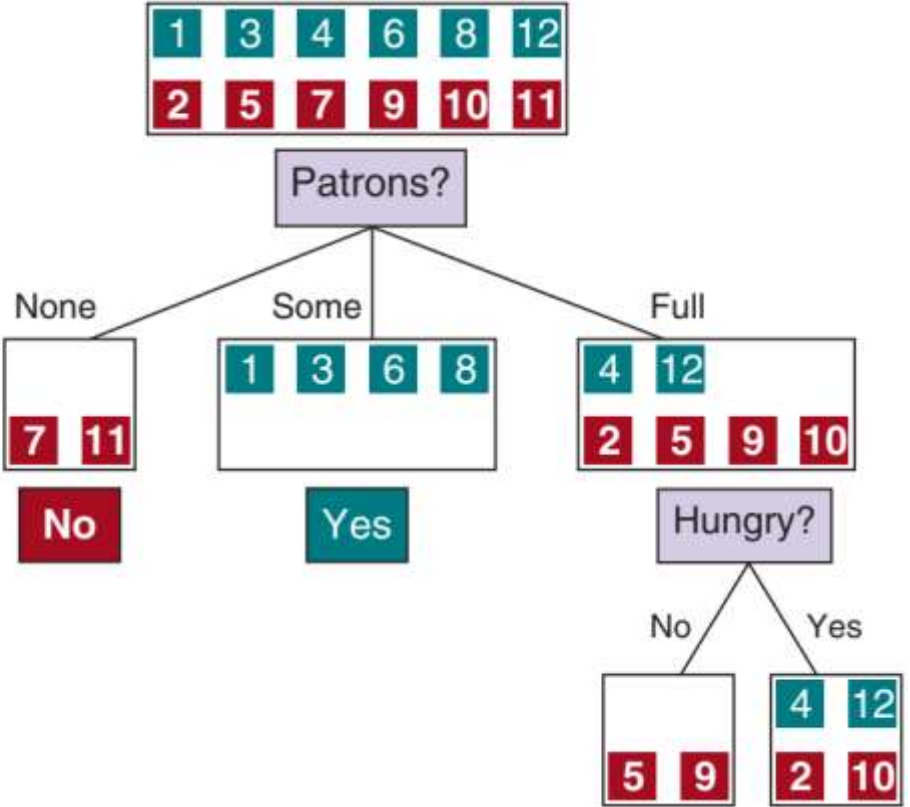 1 3 4 6 8 12
2 5 7 9 10 11
Patrons?
None Some Full
1 3 6 8 4 12
7 11 2 5 9 10
No Yes Hungry?
No Yes
4 12
5 9 2 10